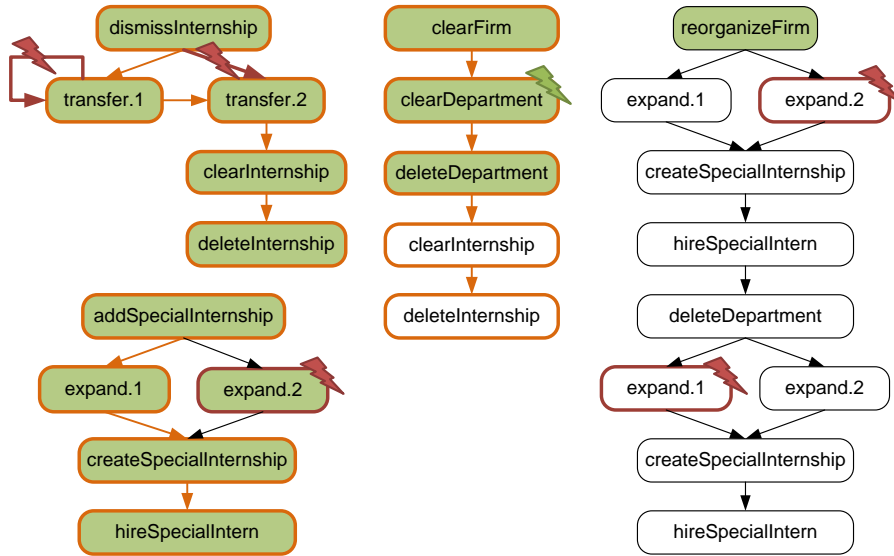 dismissInternship
transfer.1
transfer.2
clearInternship
deleteInternship
addSpecialInternship
expand.1
expand.2
createSpecialInternship
hireSpecialIntern
clearFirm
clearDepartment
deleteDepartment
clearInternship
deleteInternship
reorganizeFirm
expand.1
expand.2
createSpecialInternship
hireSpecialIntern
deleteDepartment
expand.1
expand.2
createSpecialInternship
hireSpecialIntern